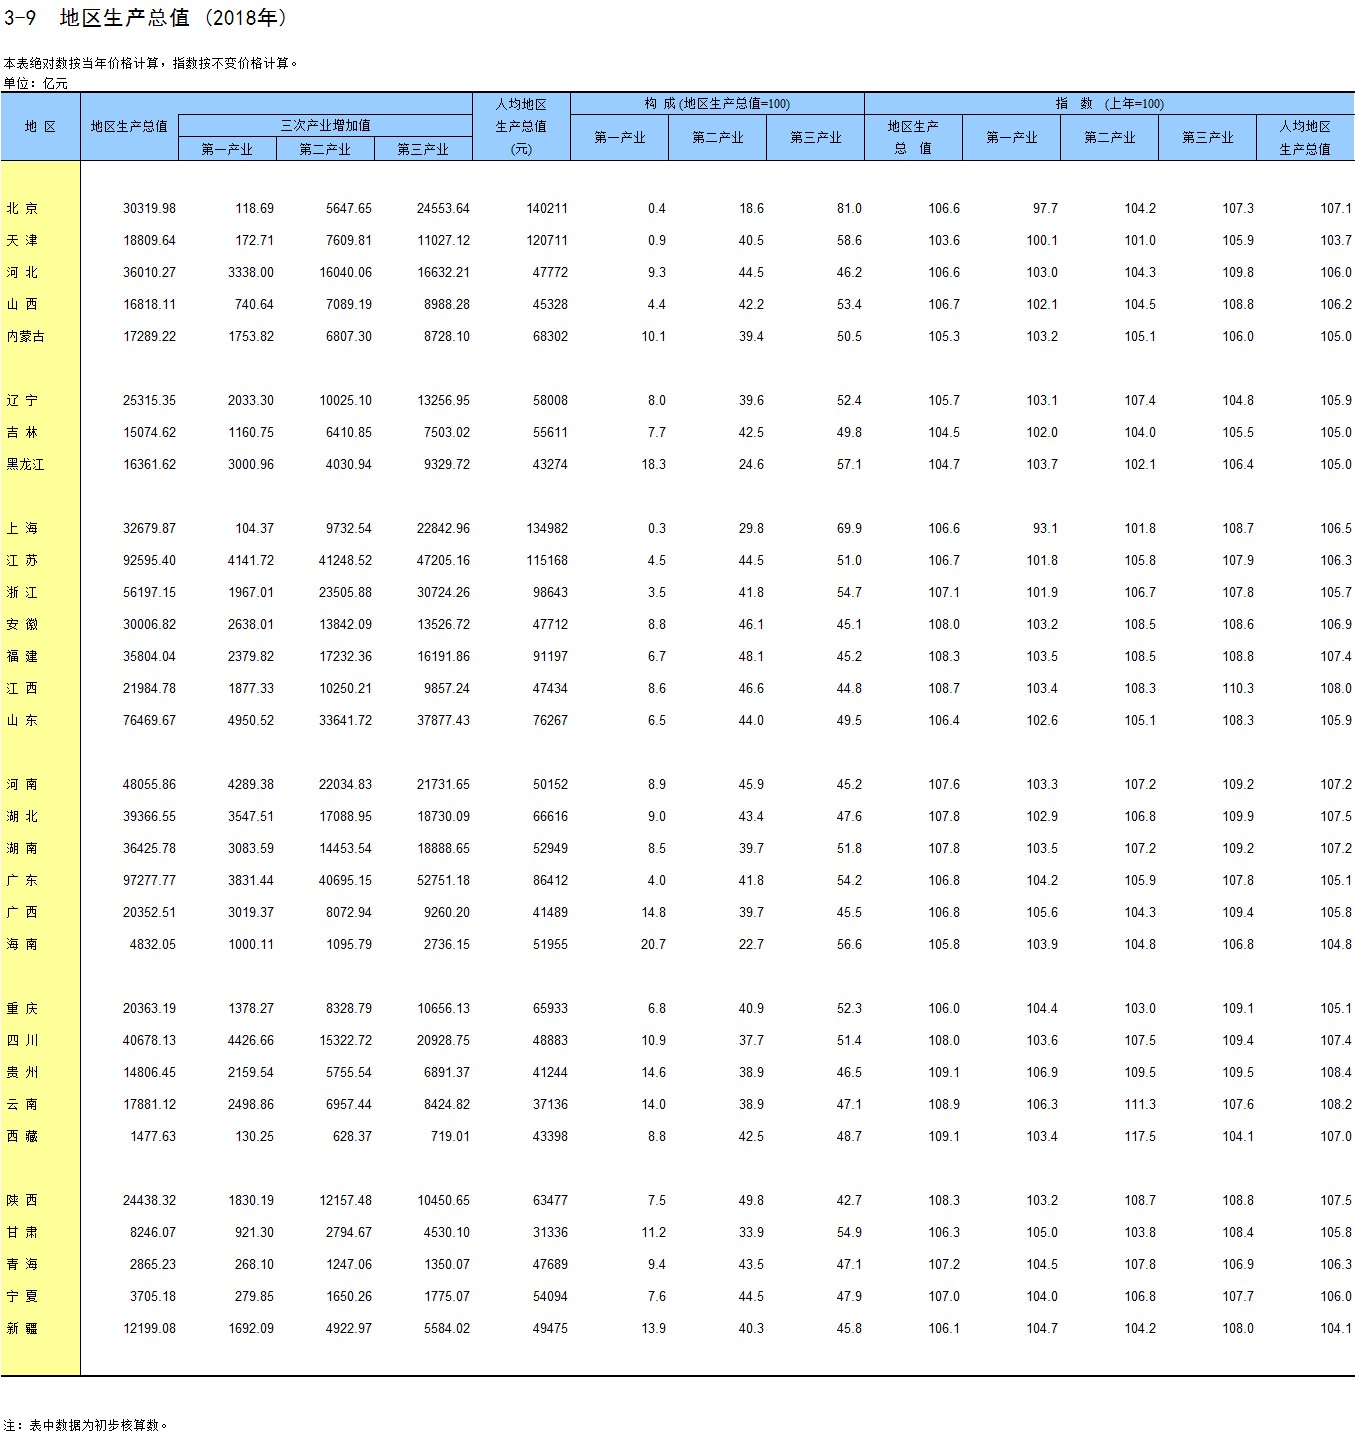 3-9 地区生产总值 (2018年)
本表绝对数按当年价格计算，指数按不变价格计算。
单位：亿元
地 区 地区生产总值 三次产业增加值 人均地区生产总值(元) 构 成 (地区生产总值=100) 指 数 (上年=100)
第一产业 第二产业 第三产业 第一产业 第二产业 第三产业 地区生产总 值 第一产业 第二产业 第三产业 人均地区生产总值
北 京 30319.98 118.69 5647.65 24553.64 140211 0.4 18.6 81.0 106.6 97.7 104.2 107.3 107.1
天 津 18809.64 172.71 7609.81 11027.12 120711 0.9 40.5 58.6 103.6 100.1 101.0 105.9 103.7
河 北 36010.27 3338.00 16040.06 16632.21 47772 9.3 44.5 46.2 106.6 103.0 104.3 109.8 106.0
山 西 16818.11 740.64 7089.19 8988.28 45328 4.4 42.2 53.4 106.7 102.1 104.5 108.8 106.2
内蒙古 17289.22 1753.82 6807.30 8728.10 68302 10.1 39.4 50.5 105.3 103.2 105.1 106.0 105.0
辽 宁 25315.35 2033.30 10025.10 13256.95 58008 8.0 39.6 52.4 105.7 103.1 107.4 104.8 105.9
吉 林 15074.62 1160.75 6410.85 7503.02 55611 7.7 42.5 49.8 104.5 102.0 104.0 105.5 105.0
黑龙江 16361.62 3000.96 4030.94 9329.72 43274 18.3 24.6 57.1 104.7 103.7 102.1 106.4 105.0
上 海 32679.87 104.37 9732.54 22842.96 134982 0.3 29.8 69.9 106.6 93.1 101.8 108.7 106.5
江 苏 92595.40 4141.72 41248.52 47205.16 115168 4.5 44.5 51.0 106.7 101.8 105.8 107.9 106.3
浙 江 56197.15 1967.01 23505.88 30724.26 98643 3.5 41.8 54.7 107.1 101.9 106.7 107.8 105.7
安 徽 30006.82 2638.01 13842.09 13526.72 47712 8.8 46.1 45.1 108.0 103.2 108.5 108.6 106.9
福 建 35804.04 2379.82 17232.36 16191.86 91197 6.7 48.1 45.2 108.3 103.5 108.5 108.8 107.4
江 西 21984.78 1877.33 10250.21 9857.24 47434 8.6 46.6 44.8 108.7 103.4 108.3 110.3 108.0
山 东 76469.67 4950.52 33641.72 37877.43 76267 6.5 44.0 49.5 106.4 102.6 105.1 108.3 105.9
河 南 48055.86 4289.38 22034.83 21731.65 50152 8.9 45.9 45.2 107.6 103.3 107.2 109.2 107.2
湖 北 39366.55 3547.51 17088.95 18730.09 66616 9.0 43.4 47.6 107.8 102.9 106.8 109.9 107.5
湖 南 36425.78 3083.59 14453.54 18888.65 52949 8.5 39.7 51.8 107.8 103.5 107.2 109.2 107.2
广 东 97277.77 3831.44 40695.15 52751.18 86412 4.0 41.8 54.2 106.8 104.2 105.9 107.8 105.1
广 西 20352.51 3019.37 8072.94 9260.20 41489 14.8 39.7 45.5 106.8 105.6 104.3 109.4 105.8
海 南 4832.05 1000.11 1095.79 2736.15 51955 20.7 22.7 56.6 105.8 103.9 104.8 106.8 104.8
重 庆 20363.19 1378.27 8328.79 10656.13 65933 6.8 40.9 52.3 106.0 104.4 103.0 109.1 105.1
四 川 40678.13 4426.66 15322.72 20928.75 48883 10.9 37.7 51.4 108.0 103.6 107.5 109.4 107.4
贵 州 14806.45 2159.54 5755.54 6891.37 41244 14.6 38.9 46.5 109.1 106.9 109.5 109.5 108.4
云 南 17881.12 2498.86 6957.44 8424.82 37136 14.0 38.9 47.1 108.9 106.3 111.3 107.6 108.2
西 藏 1477.63 130.25 628.37 719.01 43398 8.8 42.5 48.7 109.1 103.4 117.5 104.1 107.0
陕 西 24438.32 1830.19 12157.48 10450.65 63477 7.5 49.8 42.7 108.3 103.2 108.7 108.8 107.5
甘 肃 8246.07 921.30 2794.67 4530.10 31336 11.2 33.9 54.9 106.3 105.0 103.8 108.4 105.8
青 海 2865.23 268.10 1247.06 1350.07 47689 9.4 43.5 47.1 107.2 104.5 107.8 106.9 106.3
宁 夏 3705.18 279.85 1650.26 1775.07 54094 7.6 44.5 47.9 107.0 104.0 106.8 107.7 106.0
新 疆 12199.08 1692.09 4922.97 5584.02 49475 13.9 40.3 45.8 106.1 104.7 104.2 108.0 104.1
注：表中数据为初步核算数。